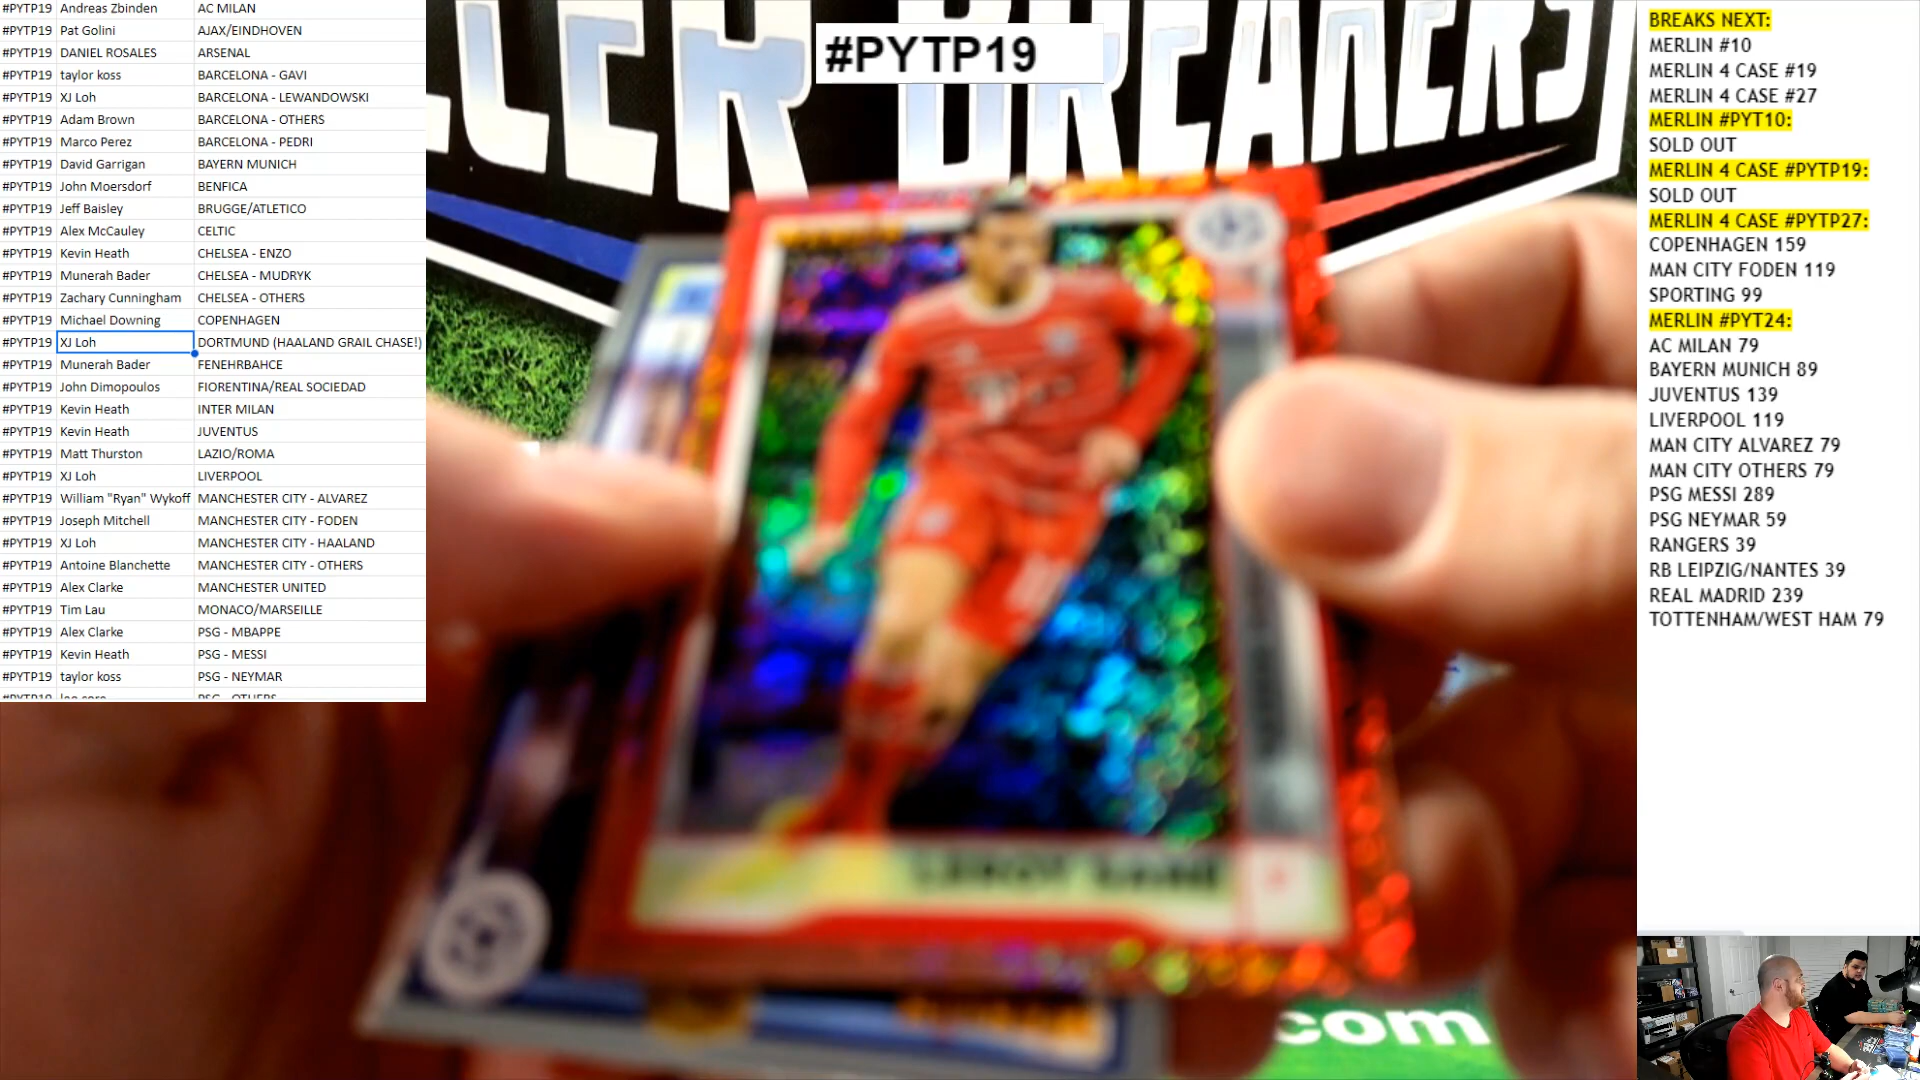 #PYTP19 Andreas Zbinden AC MILAN
#PYTP19 Pat Golini AJAX/EINDHOVEN
#PYTP19 DANIEL ROSALES ARSENAL
#PYTP19 taylor koss BARCELONA - GAVI
#PYTP19 XJ Loh BARCELONA - LEWANDOWSKI
#PYTP19 Adam Brown BARCELONA - OTHERS
#PYTP19 Marco Perez BARCELONA - PEDRI
#PYTP19 David Garrigan BAYERN MUNICH
#PYTP19 John Moersdorf BENFICA
#PYTP19 Jeff Baisley BRUGGE/ATLETICO
#PYTP19 Alex McCauley CELTIC
#PYTP19 Kevin Heath CHELSEA - ENZO
#PYTP19 Munerah Bader CHELSEA - MUDRYK
#PYTP19 Zachary Cunningham CHELSEA - OTHERS
#PYTP19 Michael Downing COPENHAGEN
#PYTP19 XJ Loh DORTMUND (HAALAND GRAIL CHASE!)
#PYTP19 Munerah Bader FENEHRBAHCE
#PYTP19 John Dimopoulos FIORENTINA/REAL SOCIEDAD
#PYTP19 Kevin Heath INTER MILAN
#PYTP19 Kevin Heath JUVENTUS
#PYTP19 Matt Thurston LAZIO/ROMA
#PYTP19 XJ Loh LIVERPOOL
#PYTP19 William "Ryan" Wykoff MANCHESTER CITY - ALVAREZ
#PYTP19 Joseph Mitchell MANCHESTER CITY - FODEN
#PYTP19 XJ Loh MANCHESTER CITY - HAALAND
#PYTP19 Antoine Blanchette MANCHESTER CITY - OTHERS
#PYTP19 Alex Clarke MANCHESTER UNITED
#PYTP19 Tim Lau MONACO/MARSEILLE
#PYTP19 Alex Clarke PSG - MBAPPE
#PYTP19 Kevin Heath PSG - MESSI
#PYTP19 taylor koss PSG - NEYMAR
#PYTP19 PSG - OTHERS
#PYTP19
BREAKERS
LEROY SANE
.com
BREAKS NEXT:
MERLIN #10
MERLIN 4 CASE #19
MERLIN 4 CASE #27
MERLIN #PYT10:
SOLD OUT
MERLIN 4 CASE #PYTP19:
SOLD OUT
MERLIN 4 CASE #PYTP27:
COPENHAGEN 159
MAN CITY FODEN 119
SPORTING 99
MERLIN #PYT24:
AC MILAN 79
BAYERN MUNICH 89
JUVENTUS 139
LIVERPOOL 119
MAN CITY ALVAREZ 79
MAN CITY OTHERS 79
PSG MESSI 289
PSG NEYMAR 59
RANGERS 39
RB LEIPZIG/NANTES 39
REAL MADRID 239
TOTTENHAM/WEST HAM 79